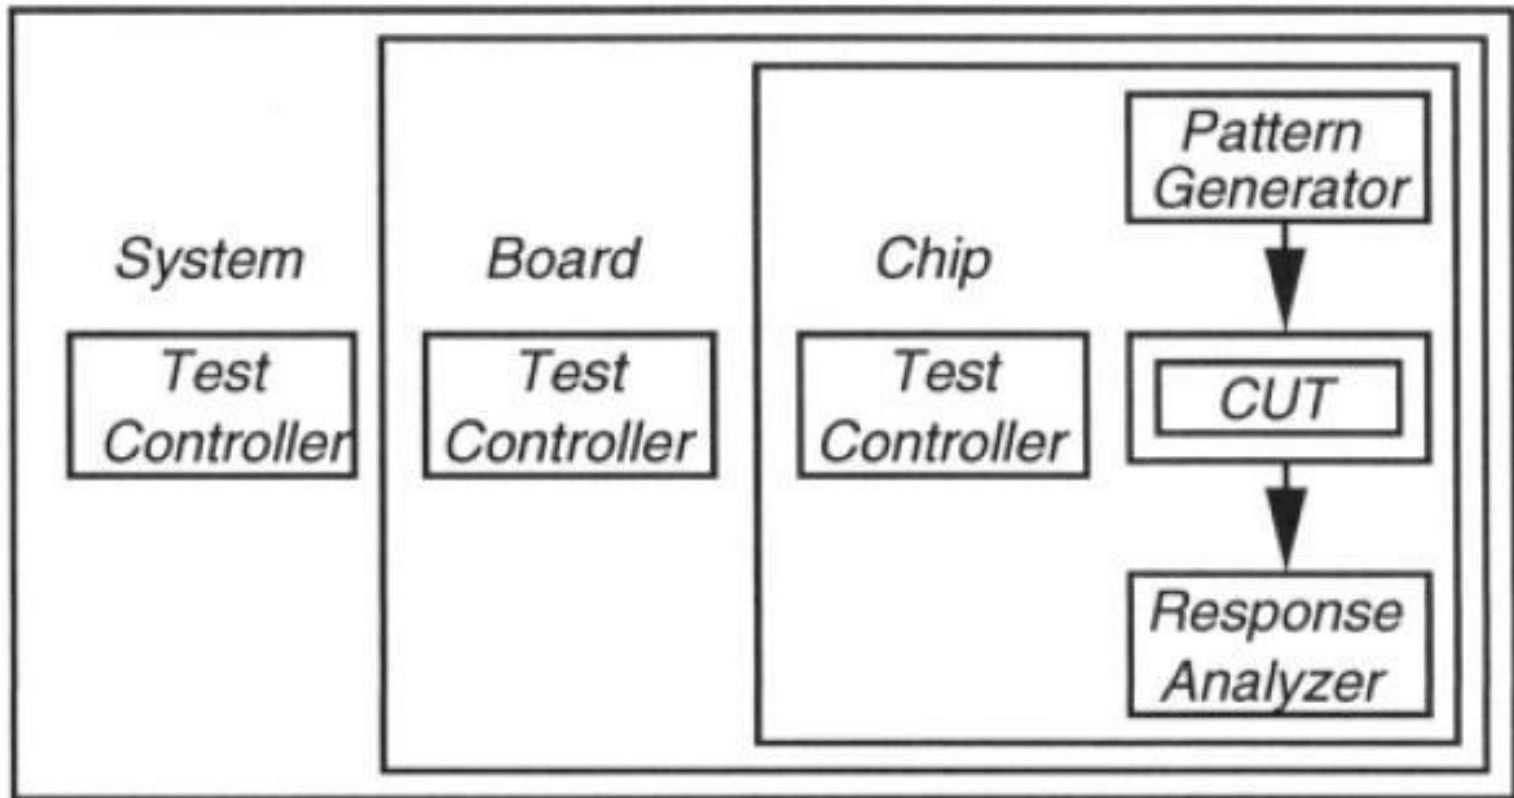 Pattern
Generator
System
Board
Chip
Test
Controller
Test
Controller
Test
Controller
CUT
Response
Analyzer